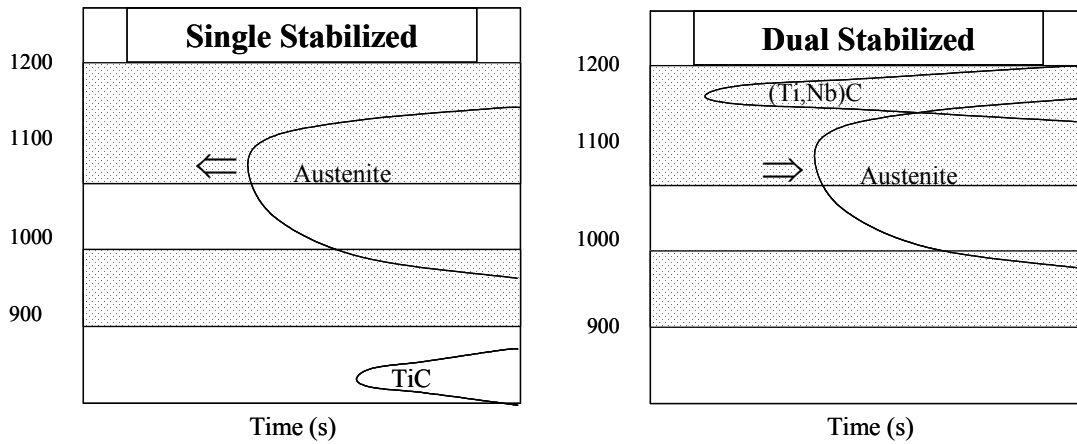 Single Stabilized
1200
1100
1000
900
Austenite
TiC
Time (s)
Dual Stabilized
1200
1100
1000
900
(Ti,Nb)C
Austenite
Time (s)